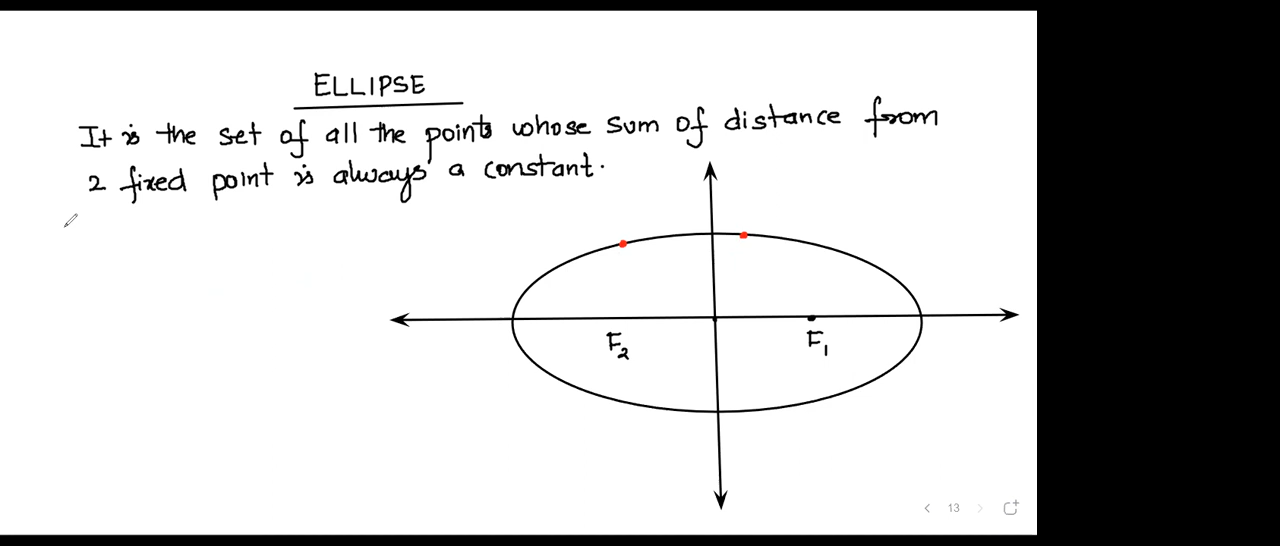 ELLIPSE
It is the set of all the points whose sum of distance from
2 fixed point is always a constant.
F2 F1
13